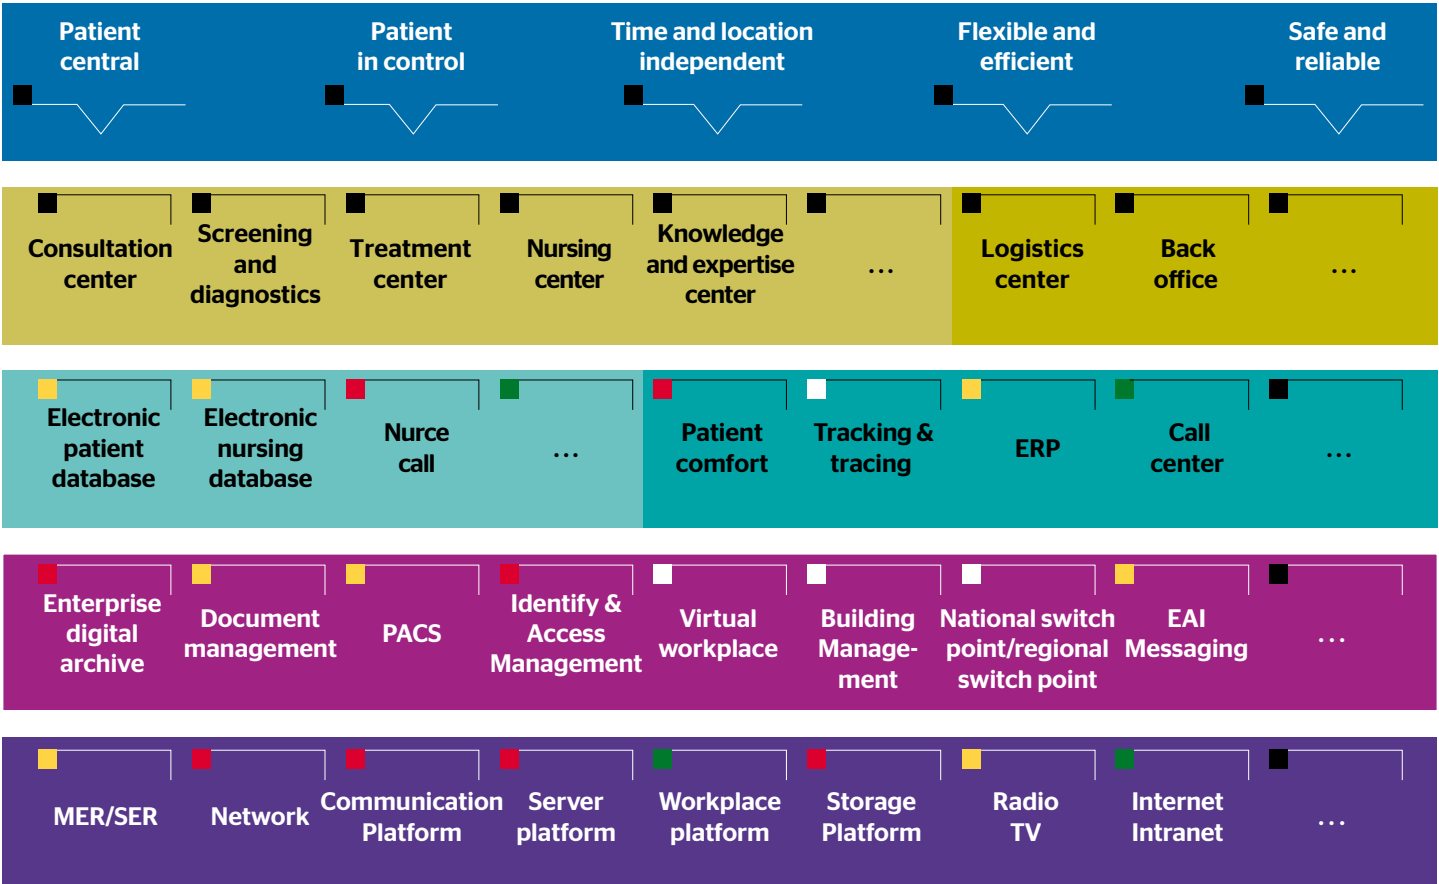 Patient
central
Patient
in control
Time and location
independent
Flexible and
efficient
Safe and
reliable
Consultation
center
Screening
and
diagnostics
Treatment
center
Nursing
center
Knowledge
and expertise
center
...
Logistics
center
Back
office
...
Electronic
patient
database
Electronic
nursing
database
Nurce
call
...
Patient
comfort
Tracking &
tracing
ERP
Call
center
...
Enterprise
digital
archive
Document
management
PACS
Identify &
Access
Management
Virtual
workplace
Building
Manage-
ment
National switch
point/regional
switch point
EAI
Messaging
...
MER/SER
Network
Communication
Platform
Server
platform
Workplace
platform
Storage
Platform
Radio
TV
Internet
Intranet
...